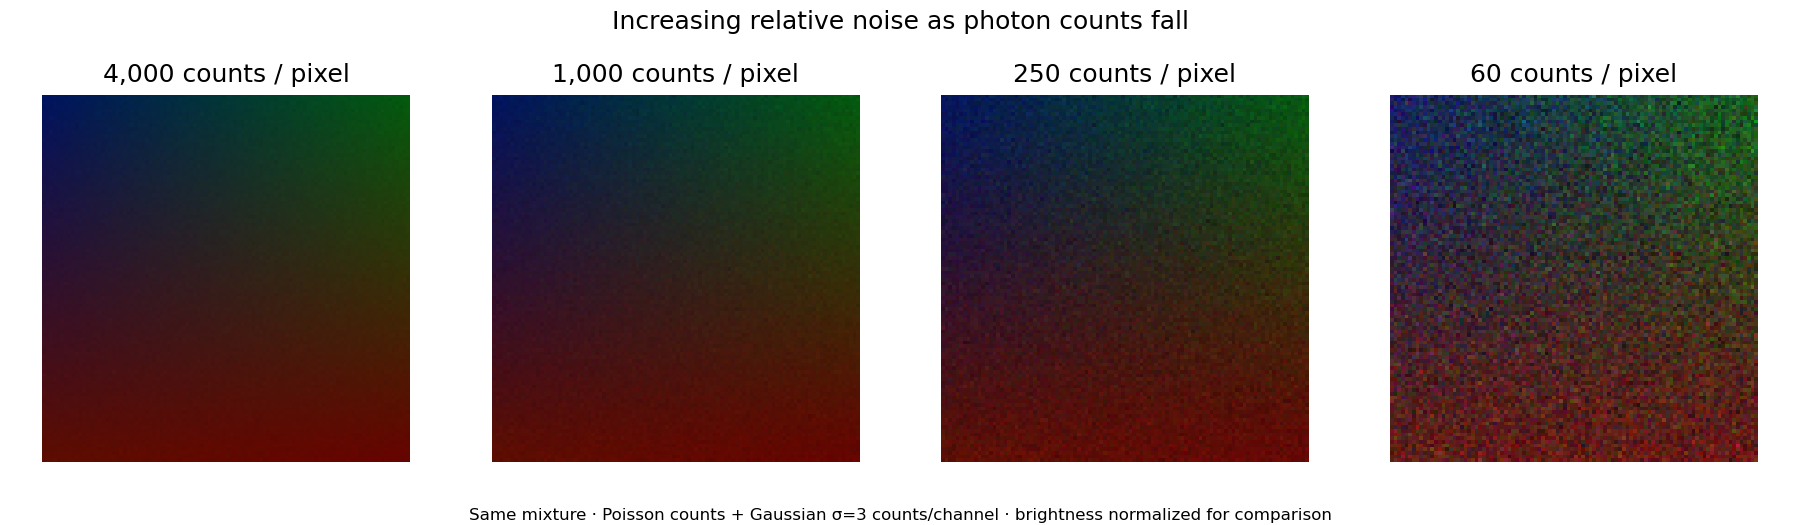 Increasing relative noise as photon counts fall
4,000 counts / pixel
1,000 counts / pixel
250 counts / pixel
60 counts / pixel
Same mixture · Poisson counts + Gaussian σ=3 counts/channel · brightness normalized for comparison